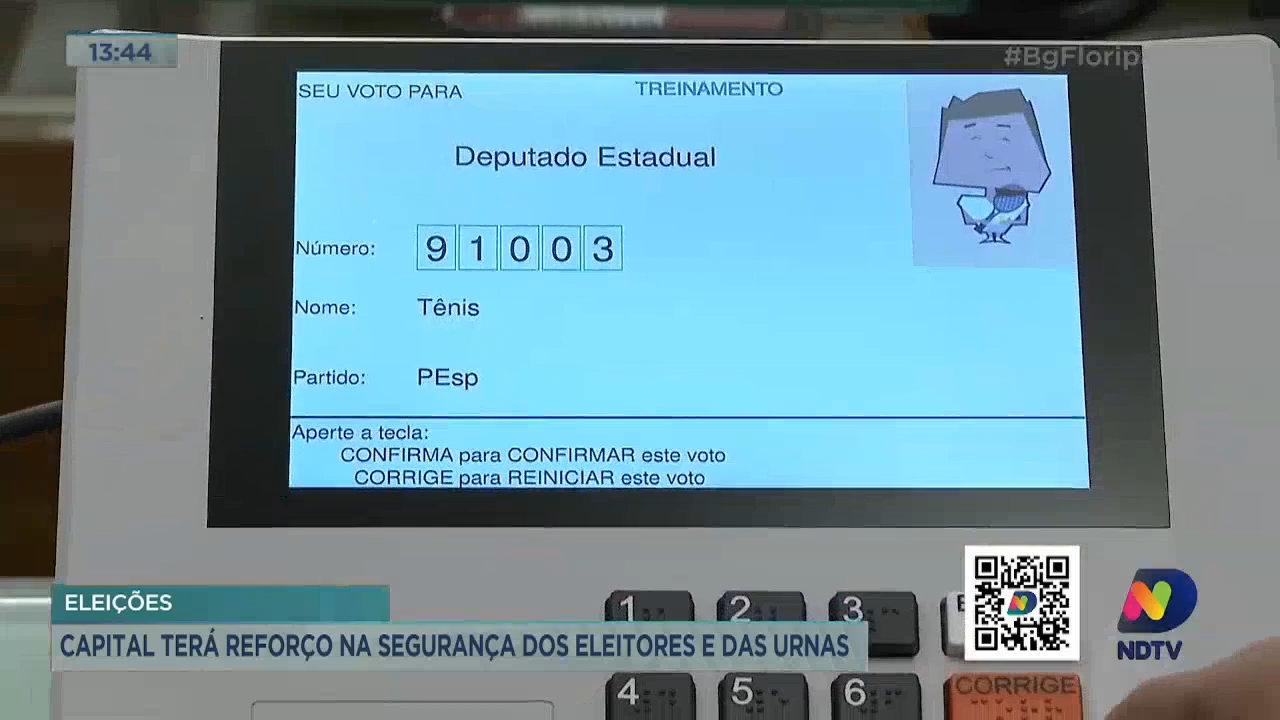 13:44
#BgFlorip
SEU VOTO PARA
TREINAMENTO
Deputado Estadual
Número: 9 1 0 0 3
Nome: Tênis
Partido: PEsp
Aperte a tecla:
CONFIRMA para CONFIRMAR este voto
CORRIGE para REINICIAR este voto
ELEIÇÕES
CAPITAL TERÁ REFORÇO NA SEGURANÇA DOS ELEITORES E DAS URNAS
1 2 3
NDTV
4 5 6 CORRIGE